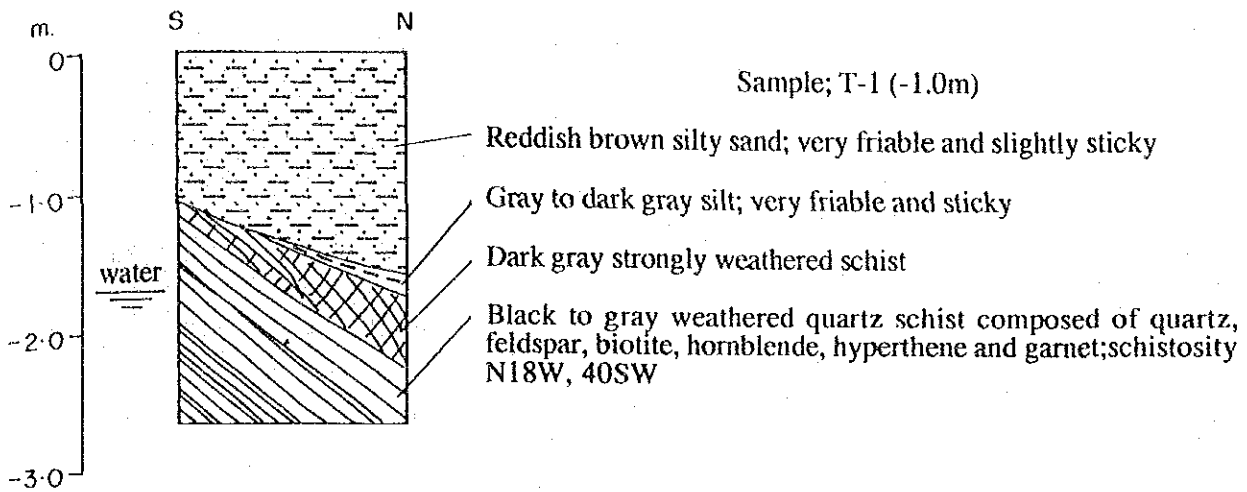 S N
m.
0
Sample; T-1 (-1.0m)
Reddish brown silty sand; very friable and slightly sticky
-1·0
Gray to dark gray silt; very friable and sticky
Dark gray strongly weathered schist
water
Black to gray weathered quartz schist composed of quartz,
-2·0
feldspar, biotite, hornblende, hyperthene and garnet;schistosity
N18W, 40SW
-3·0